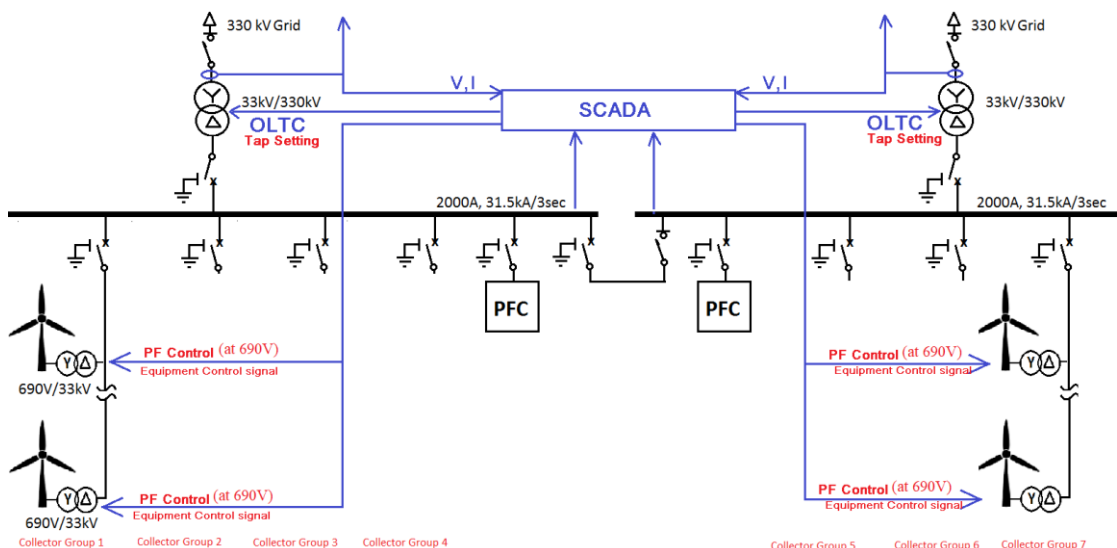 330 kV Grid
330 kV Grid
V,I
V,I
SCADA
33kV/330kV
33kV/330kV
OLTC
Tap Setting
OLTC
Tap Setting
2000A, 31.5kA/3sec
2000A, 31.5kA/3sec
PFC
PFC
PF Control (at 690V)
Equipment Control signal
PF Control (at 690V)
Equipment Control signal
Y Δ
Y Δ
690V/33kV
PF Control (at 690V)
Equipment Control signal
PF Control (at 690V)
Equipment Control signal
Y Δ
Y Δ
690V/33kV
Collector Group 1
Collector Group 2
Collector Group 3
Collector Group 4
Collector Group 5
Collector Group 6
Collector Group 7